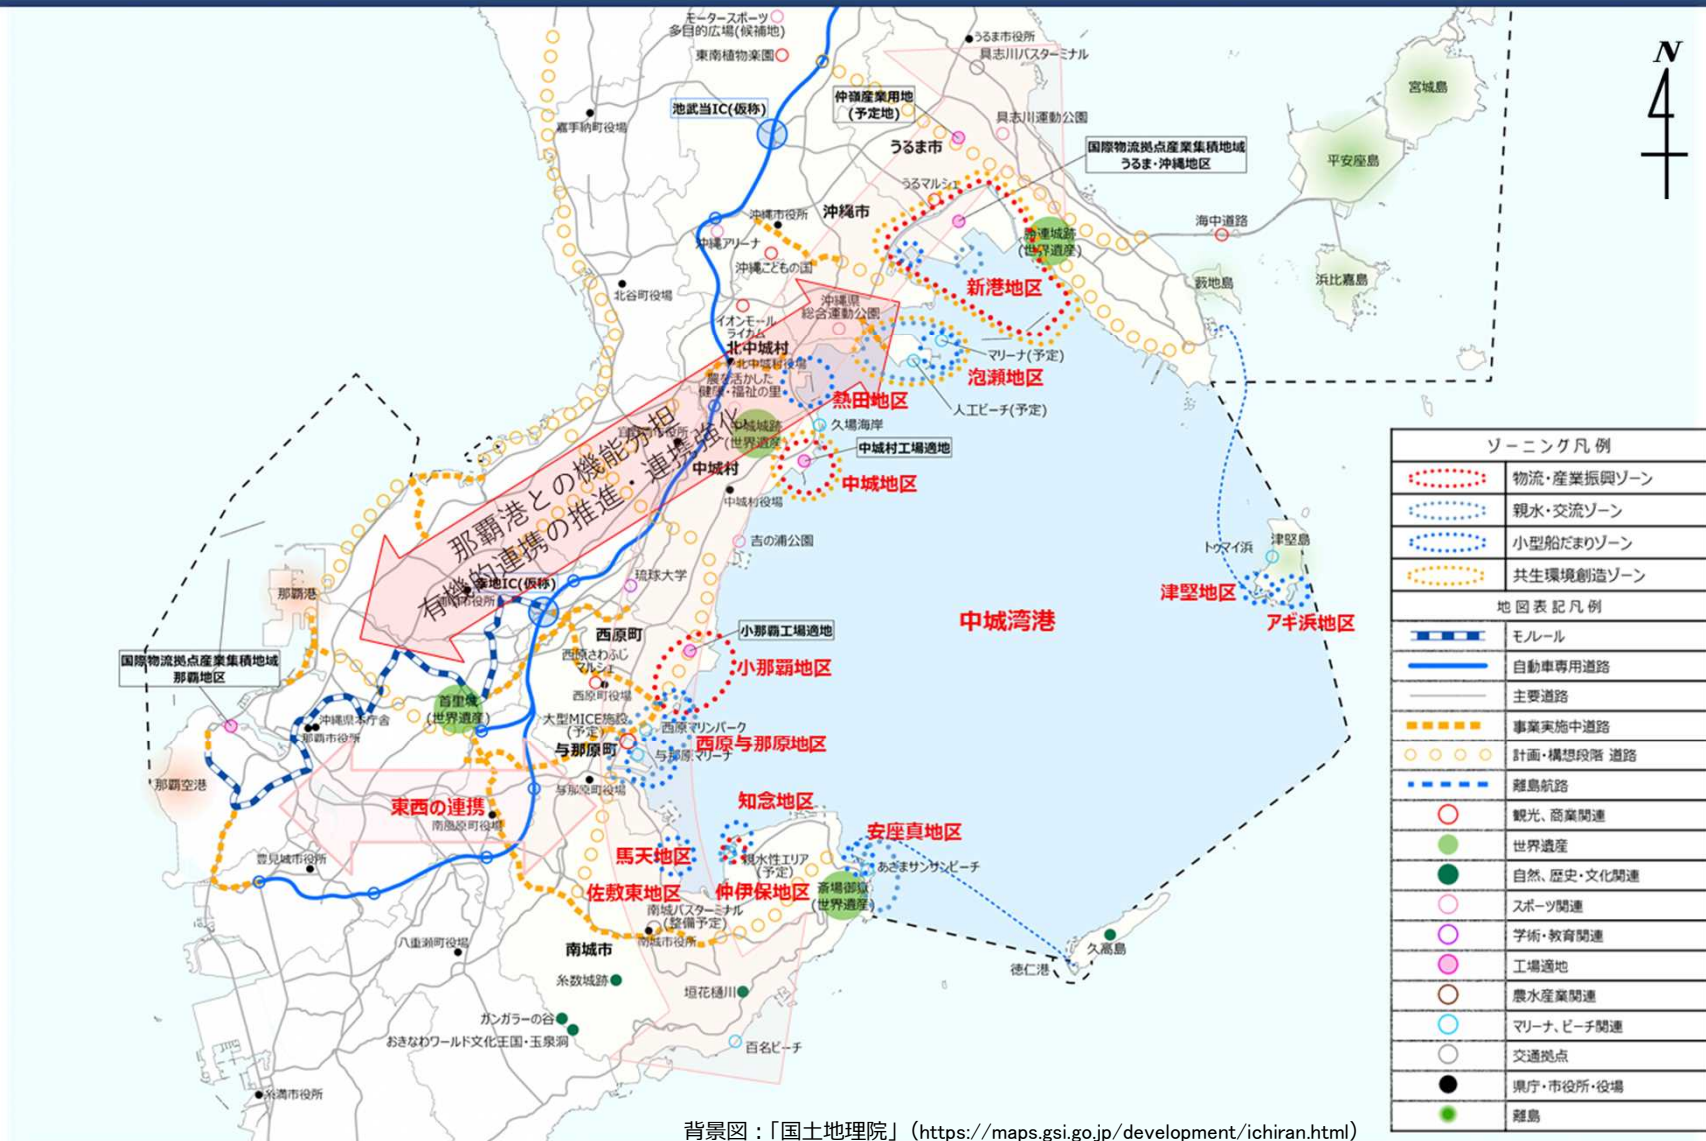 モータースポーツ
多目的広場(候補地)
東南植物楽園
うるま市役所
具志川バスターミナル
N
宮城島
池武当IC(仮称)
仲嶺産業用地
(予定地)
嘉手納町役場
具志川運動公園
うるま市
国際物流拠点産業集積地域
うるま・沖縄地区
平安座島
うるマルシェ
沖縄市役所
沖縄市
海中道路
勝連城跡
(世界遺産)
沖縄アリーナ
沖縄こどもの国
北谷町役場
新港地区
藪地島
浜比嘉島
沖縄県
総合運動公園
イオンモール
ライカム
北中城村
北中城村役場
マリーナ(予定)
泡瀬地区
農を活かした
健康・福祉の里
熱田地区
人工ビーチ(予定)
久場海岸
中城城跡
(世界遺産
中城村工場適地
中城村
中城地区
中城村役場
那覇港との機能分担
有機的連携の推進・連携強化
吉の浦公園
トゥマイ浜
津堅島
津堅地区
アギ浜地区
幸地IC(仮称)
琉球大学
那覇港
中城湾港
西原町
小那覇工場適地
西原さわふじ
マルシェ
小那覇地区
国際物流拠点産業集積地域
那覇地区
西原町役場
首里城
(世界遺産)
沖縄県本庁舎
那覇市役所
大型MICE施設
(予定)
西原マリンパーク
西原与那原地区
与那原町
与那原マリーナ
那覇空港
与那原町役場
東西の連携
南風原町役場
知念地区
安座真地区
豊見城市役所
馬天地区
親水性エリア
(予定)
あざまサンサンビーチ
佐敷東地区
仲伊保地区
斎場御嶽
(世界遺産)
南城バスターミナル
(整備予定)
南城市役所
八重瀬町役場
南城市
久高島
徳仁港
糸数城跡
垣花樋川
ガンガラーの谷
おきなわワールド文化王国・玉泉洞
百名ビーチ
糸満市役所
ゾーニング凡例
物流・産業振興ゾーン
親水・交流ゾーン
小型船だまりゾーン
共生環境創造ゾーン
地図表記凡例
モノレール
自動車専用道路
主要道路
事業実施中道路
計画・構想段階 道路
離島航路
観光、商業関連
世界遺産
自然、歴史・文化関連
スポーツ関連
学術・教育関連
工場適地
農水産業関連
マリーナ、ビーチ関連
交通拠点
県庁・市役所・役場
離島
背景図：「国土地理院」（https://maps.gsi.go.jp/development/ichiran.html）